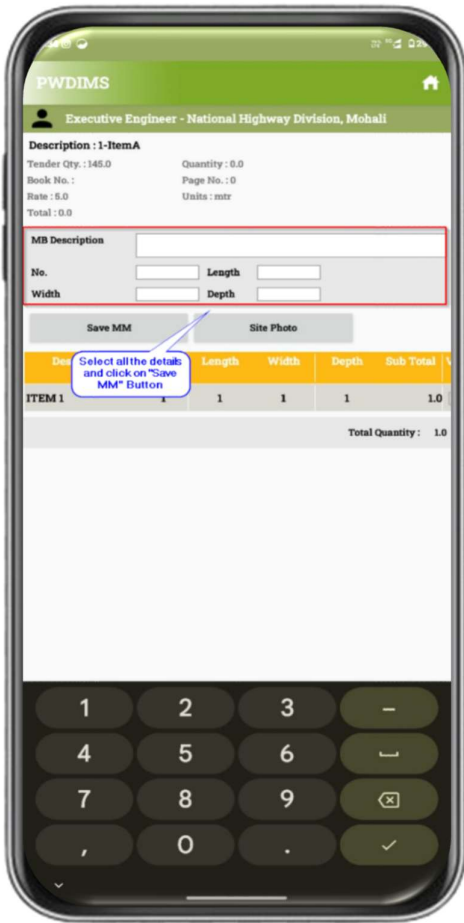 PWDIMS
Executive Engineer - National Highway Division, Mohali
Description : 1-ItemA
Tender Qty. : 145.0 Quantity : 0.0
Book No. : Page No. : 0
Rate : 5.0 Units : mtr
Total : 0.0
MB Description
No. Length
Width Depth
Save MM Site Photo
Select all the details
and click on "Save
MM" Button
Length Width Depth Sub Total
ITEM 1 1 1 1 1 1.0
Total Quantity : 1.0
1 2 3 –
4 5 6
7 8 9
, 0 .